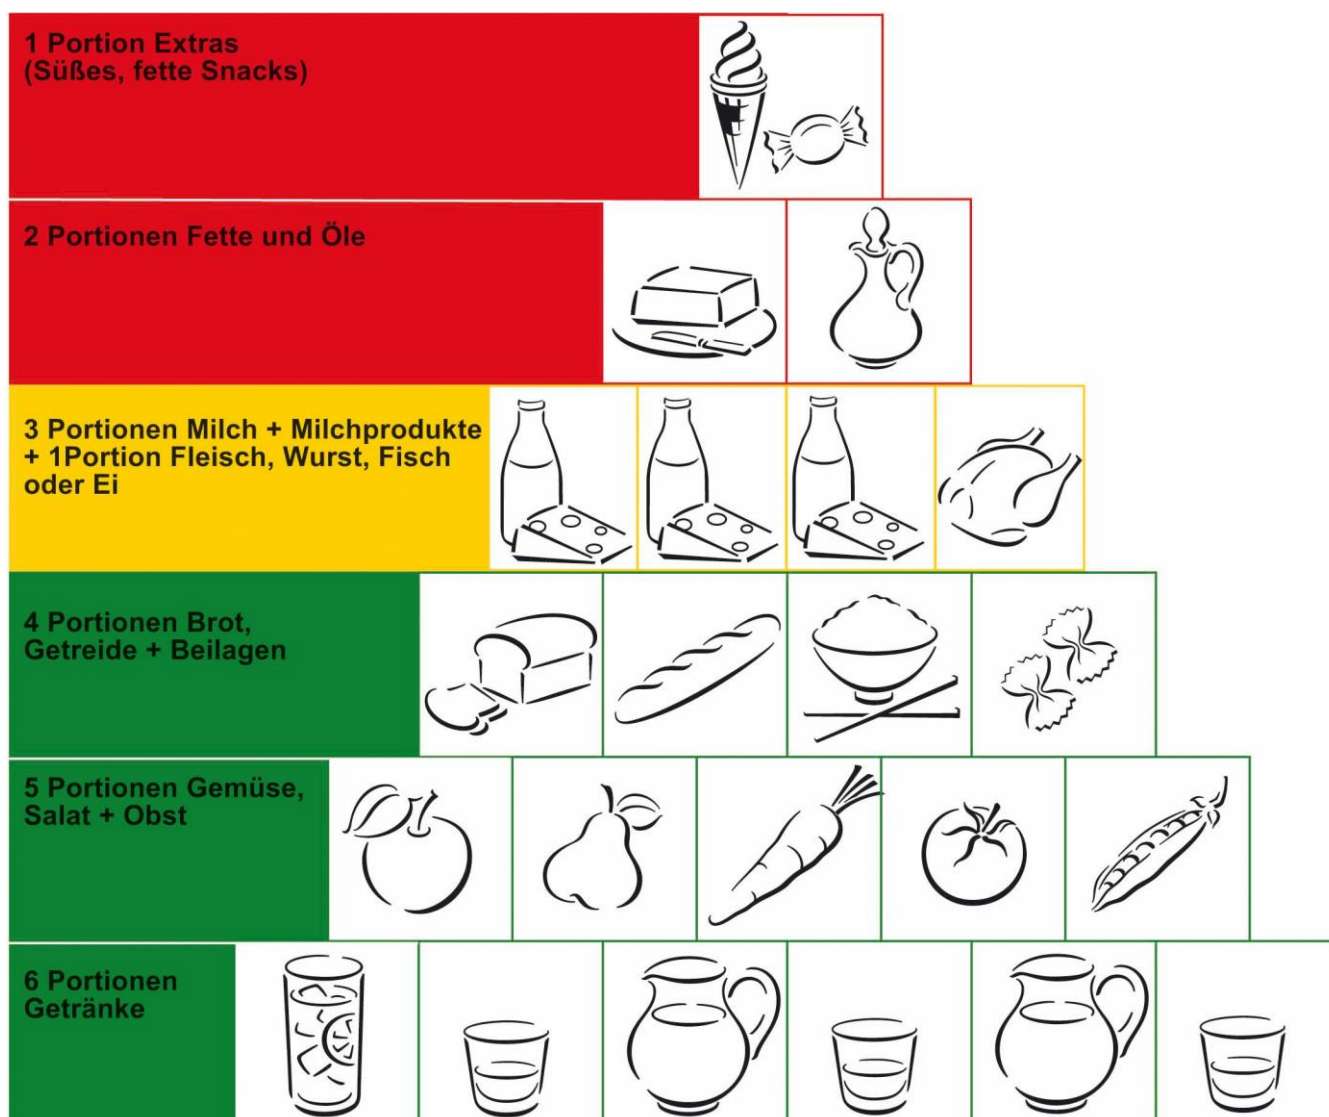 1 Portion Extras
(Süßes, fette Snacks)
2 Portionen Fette und Öle
3 Portionen Milch + Milchprodukte
+ 1Portion Fleisch, Wurst, Fisch
oder Ei
4 Portionen Brot,
Getreide + Beilagen
5 Portionen Gemüse,
Salat + Obst
6 Portionen
Getränke